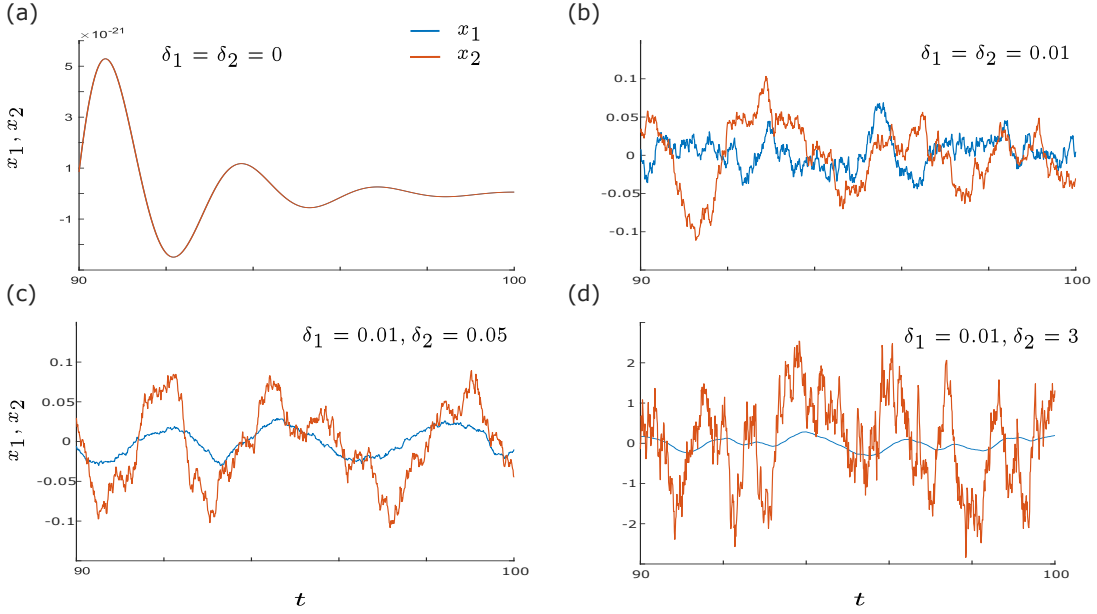 (a)
×10⁻²¹
5
3
1
-1
90
100
x₁, x₂
δ₁ = δ₂ = 0
x₁
x₂
(b)
0.1
0.05
0
-0.05
-0.1
90
100
δ₁ = δ₂ = 0.01
(c)
0.1
0.05
0
-0.05
-0.1
90
100
x₁, x₂
δ₁ = 0.01, δ₂ = 0.05
t
(d)
2
1
0
-1
-2
90
100
δ₁ = 0.01, δ₂ = 3
t